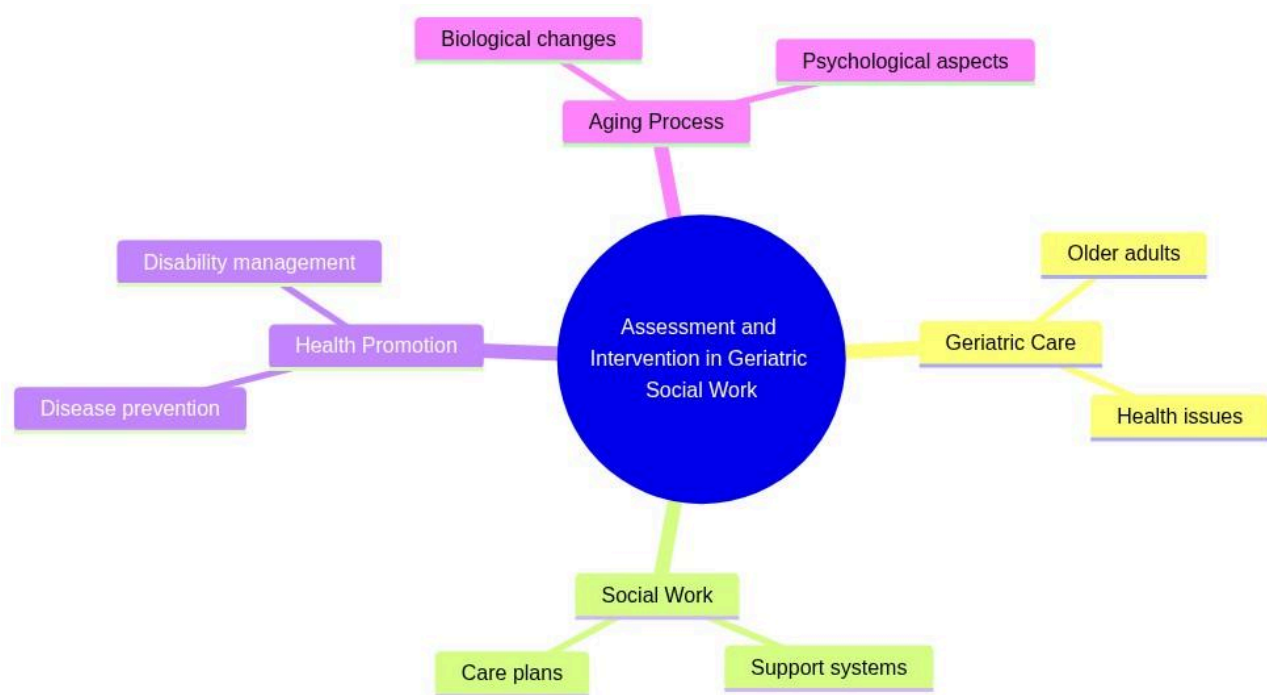 Biological changes
Psychological aspects
Aging Process
Disability management
Older adults
Health Promotion
Assessment and
Intervention in Geriatric
Social Work
Geriatric Care
Disease prevention
Health issues
Social Work
Care plans
Support systems